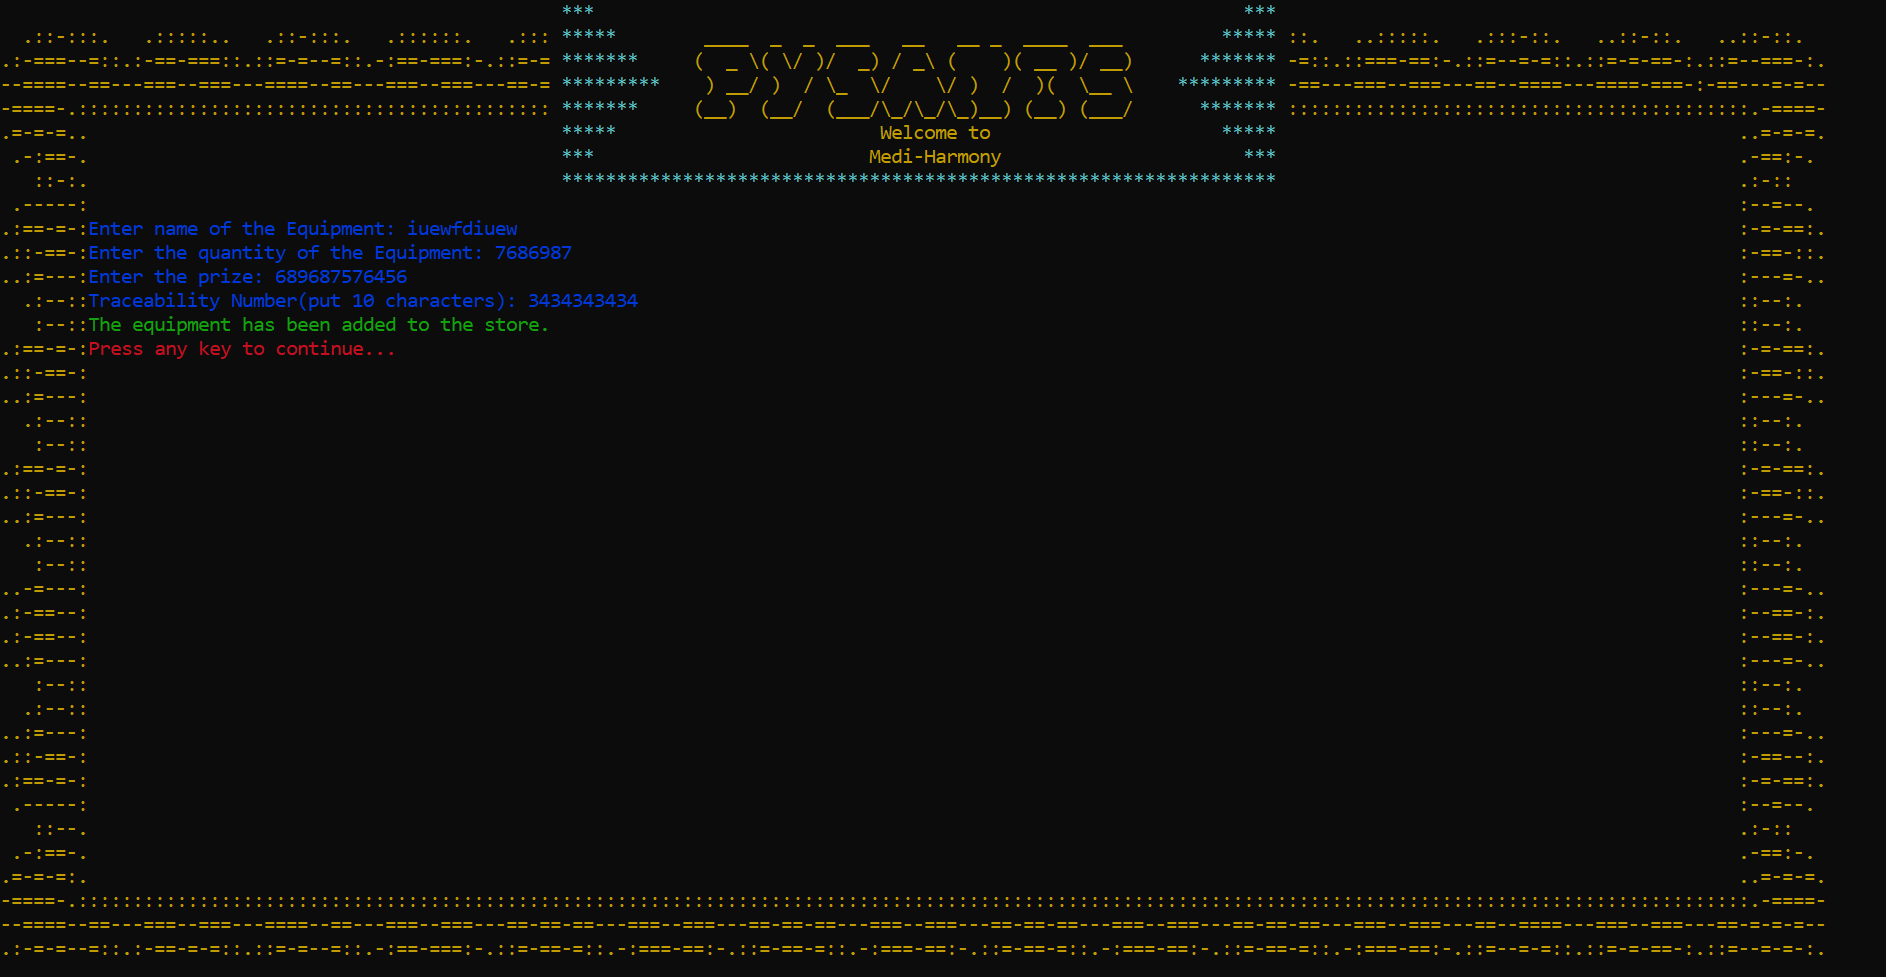 Welcome to
Medi-Harmony
Enter name of the Equipment: iuewfdiuew
Enter the quantity of the Equipment: 7686987
Enter the prize: 689687576456
Traceability Number(put 10 characters): 3434343434
The equipment has been added to the store.
Press any key to continue...